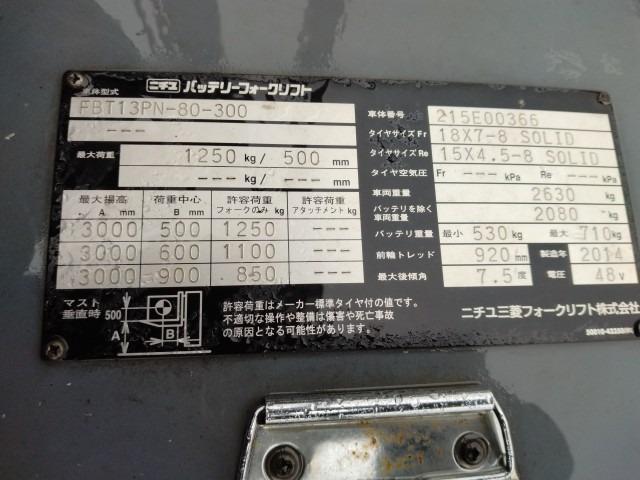 ニチユ バッテリーフォークリフト
車体型式 FBT13PN-80-300
---
最大荷重 1250 kg/ 500 mm
--- kg/ --- mm
最大揚高 A mm 荷重中心 B mm 許容荷重 フォークのみ kg 許容荷重 アタッチメント kg
3000 500 1250 ---
3000 600 1100 ---
3000 900 850 ---
マスト垂直時 500 A B
許容荷重はメーカー標準タイヤ付の値です。
不適切な操作や整備は傷害や死亡事故
の原因となる可能性があります。
車体番号 215E00366
タイヤサイズ Fr 18X7-8 SOLID
タイヤサイズ Re 15X4.5-8 SOLID
タイヤ空気圧 Fr --- kPa Re --- kPa
車両重量 2630 kg
バッテリを除く車両重量 2080 kg
バッテリ重量 最小 530 kg 最大 710 kg
前輪トレッド 920 mm 製造年 2014
最大後傾角 7.5 度 電圧 48 V
ニチユ三菱フォークリフト株式会社